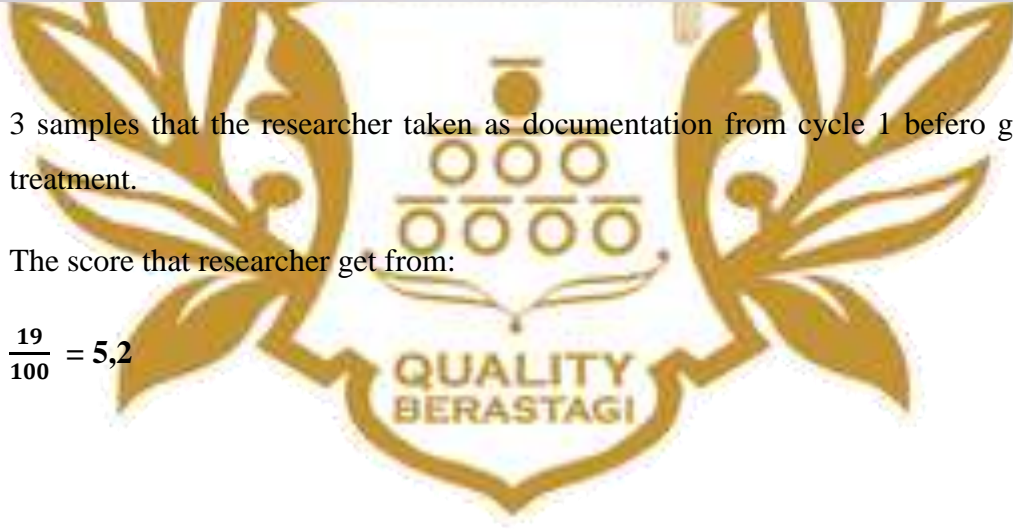 3 samples that the researcher taken as documentation from cycle 1 befero g
treatment.
The score that researcher get from:
19/100 = 5,2
QUALITY
BERASTAGI